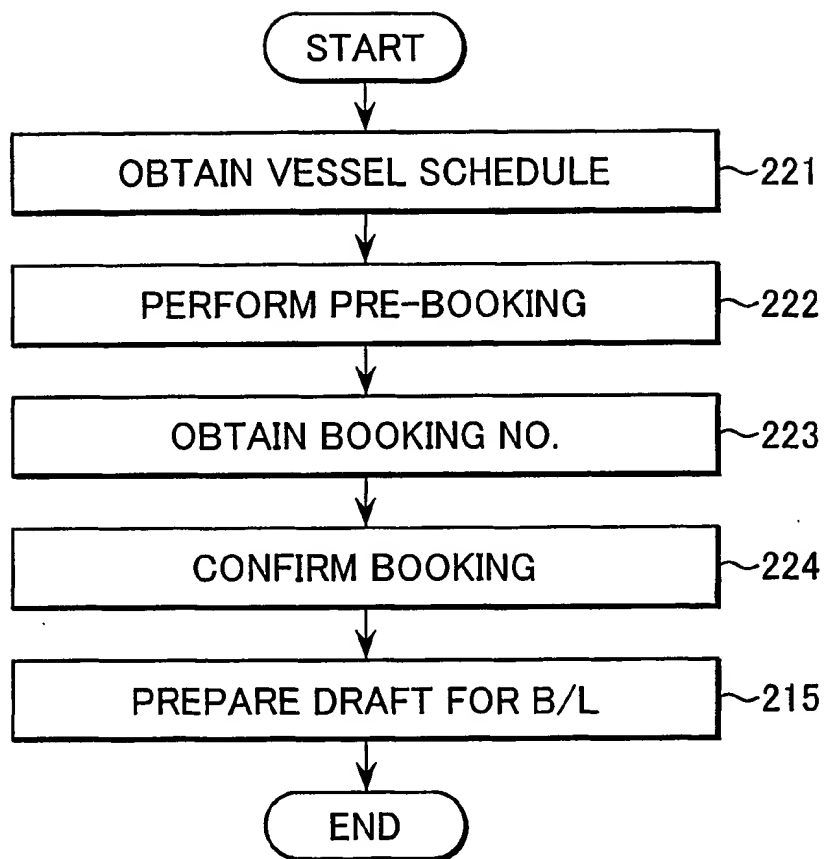 START
OBTAIN VESSEL SCHEDULE 221
PERFORM PRE-BOOKING 222
OBTAIN BOOKING NO. 223
CONFIRM BOOKING 224
PREPARE DRAFT FOR B/L 215
END